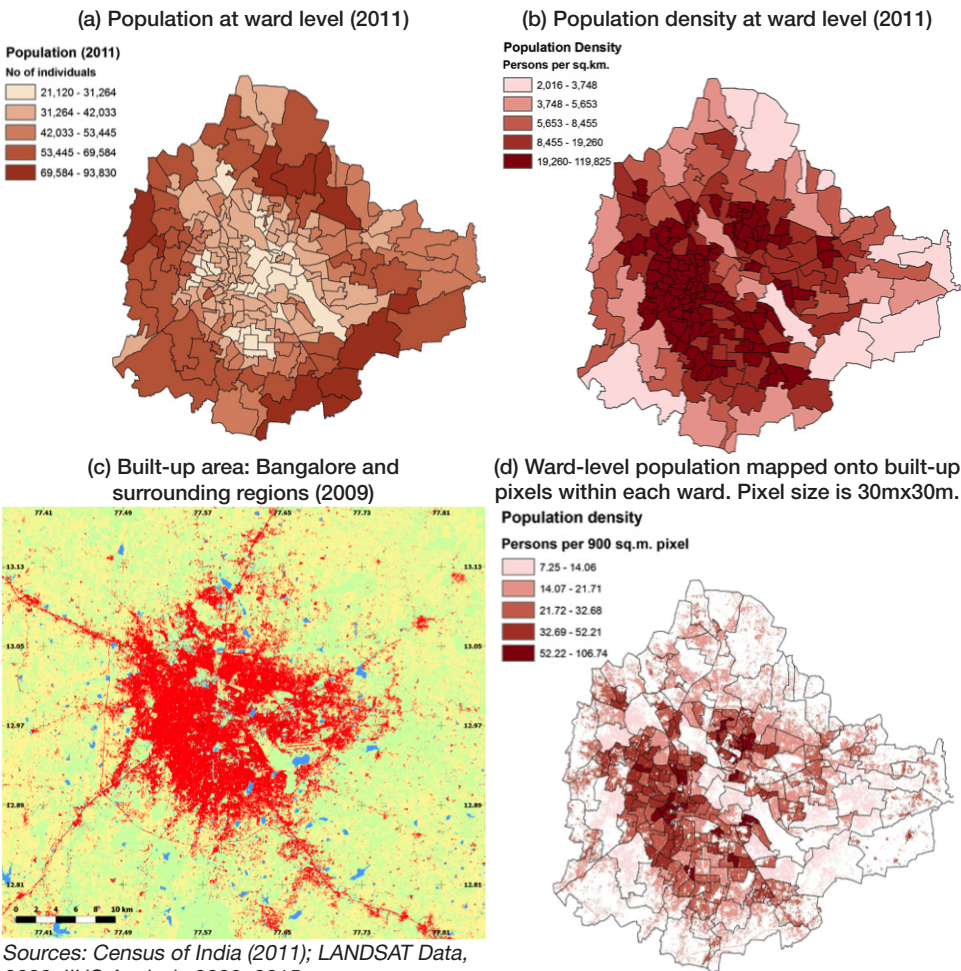 (a) Population at ward level (2011)
Population (2011)
No of individuals
21,120 - 31,264
31,264 - 42,033
42,033 - 53,445
53,445 - 69,584
69,584 - 93,830
(b) Population density at ward level (2011)
Population Density
Persons per sq.km.
2,016 - 3,748
3,748 - 5,653
5,653 - 8,455
8,455 - 19,260
19,260- 119,825
(c) Built-up area: Bangalore and
surrounding regions (2009)
77.41 77.49 77.57 77.65 77.73 77.81
13.13 13.13
13.05 13.05
12.97 12.97
12.89 12.89
12.81 12.81
0 2 4 6 8 10 km
77.41 77.49 77.57 77.65 77.73 77.81
(d) Ward-level population mapped onto built-up
pixels within each ward. Pixel size is 30mx30m.
Population density
Persons per 900 sq.m. pixel
7.25 - 14.06
14.07 - 21.71
21.72 - 32.68
32.69 - 52.21
52.22 - 106.74
Sources: Census of India (2011); LANDSAT Data,